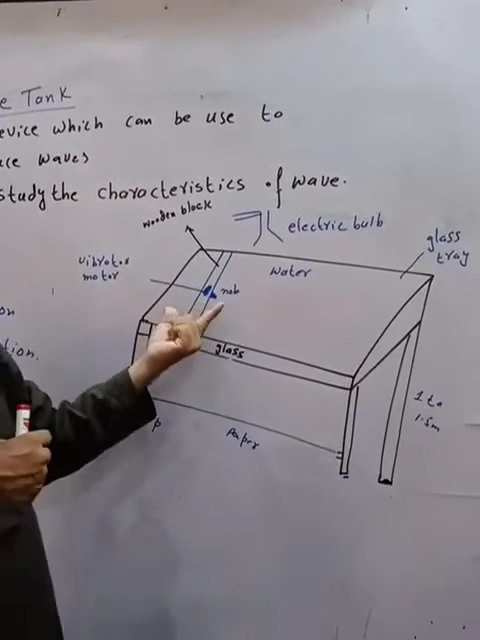 e Tank
evice which can be use to
ce waves
study the characteristics of wave.
wooden block
electric bulb
glass tray
vibrator motor
water
nob
on
tion.
glass
1 to 1.5m
P
Paper